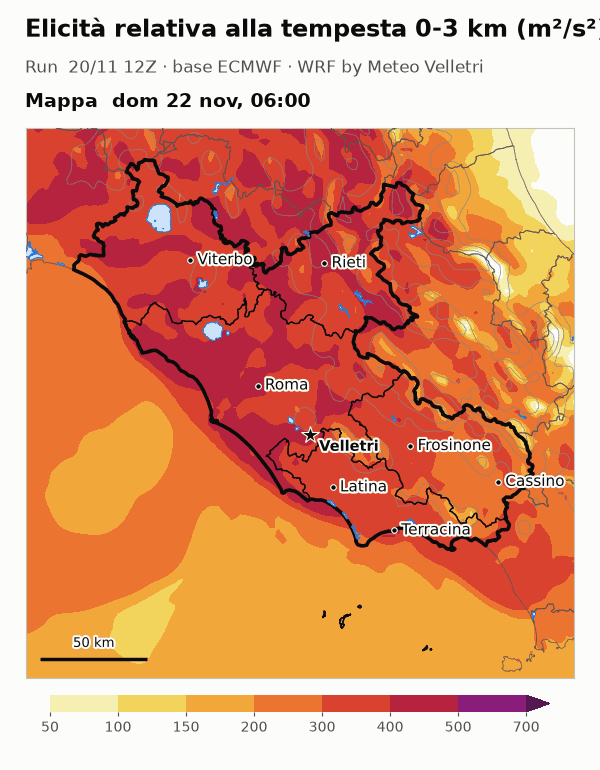 Elicità relativa alla tempesta 0-3 km (m²/s²)
Run 20/11 12Z · base ECMWF · WRF by Meteo Velletri
Mappa dom 22 nov, 06:00
Viterbo
Rieti
Roma
Velletri
Frosinone
Latina
Cassino
Terracina
50 km
50 100 150 200 300 400 500 700